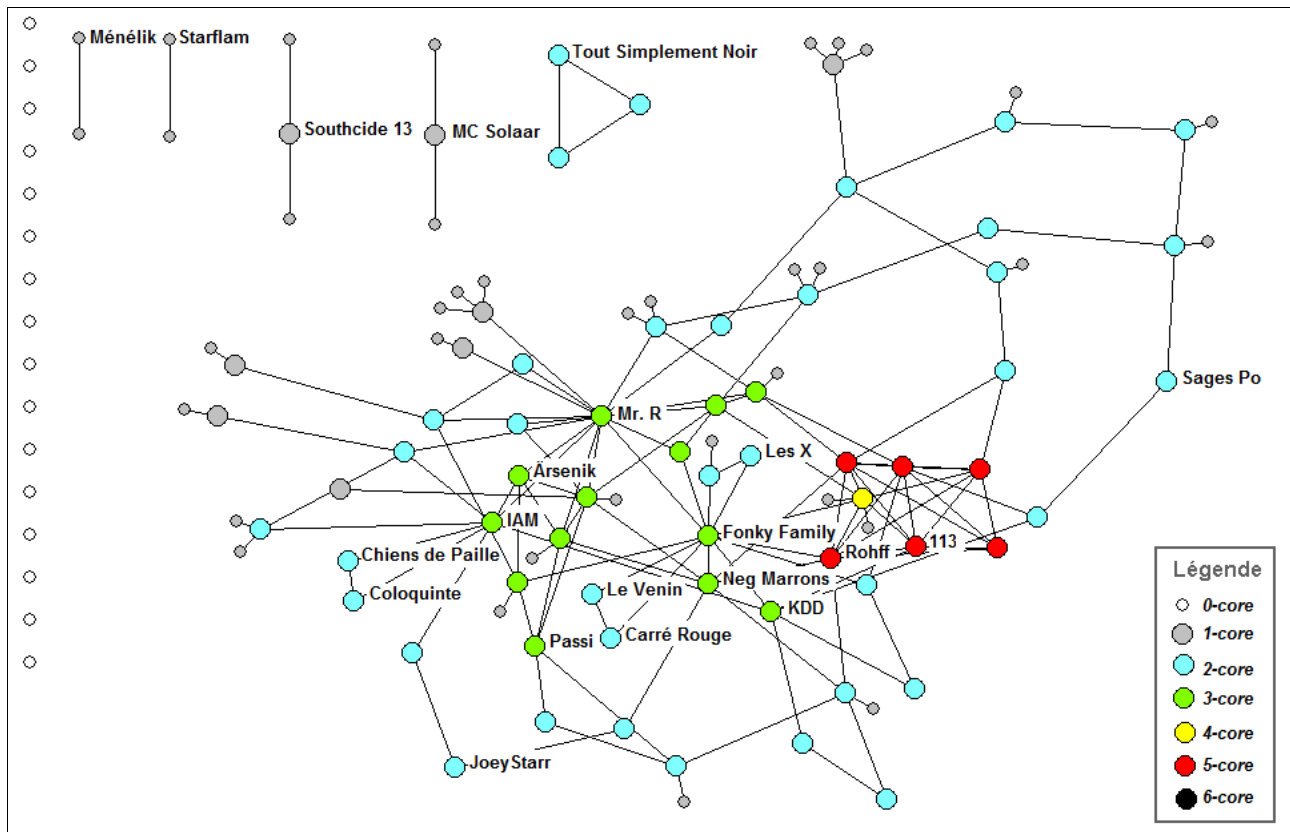 Ménélik
Starflam
Tout Simplement Noir
Southcide 13
MC Solaar
Sages Po
Mr. R
Les X
Ärsenik
IAM
Fonky Family
113
Rohff
Chiens de Paille
Coloquinte
Le Venin
Neg Marrons
KDD
Carré Rouge
Passi
JoeyStarr
Légende
0-core
1-core
2-core
3-core
4-core
5-core
6-core